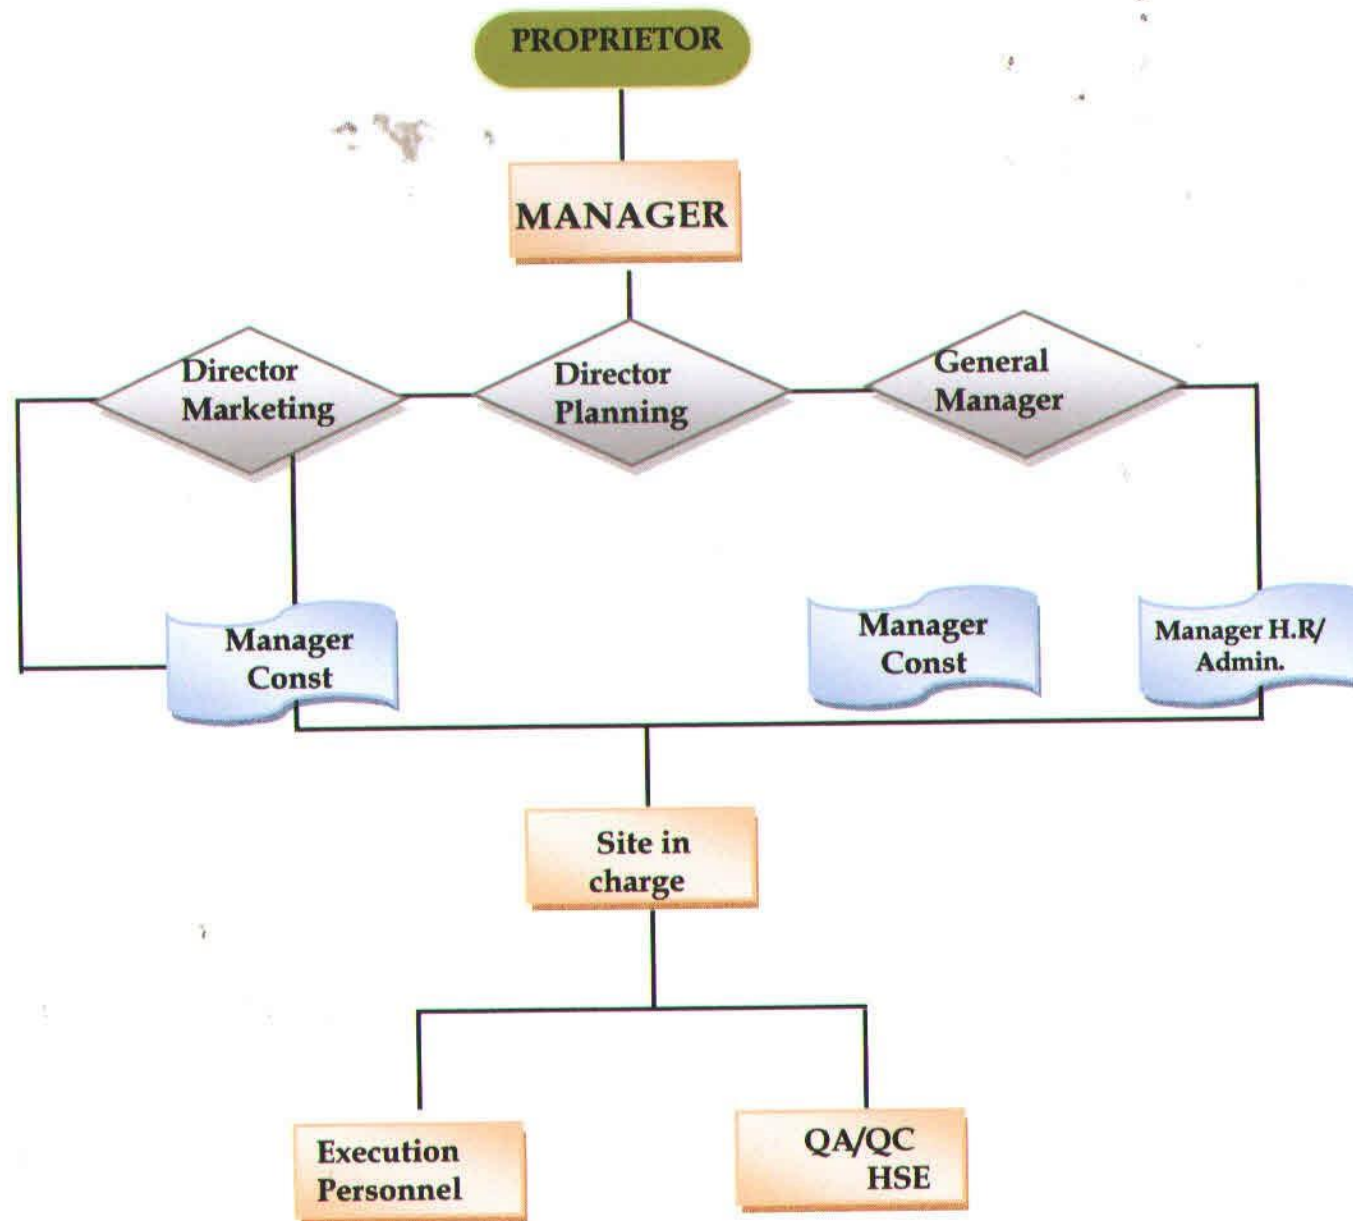 PROPRIETOR
MANAGER
Director
Marketing
Director
Planning
General
Manager
Manager
Const
Manager
Const
Manager H.R/
Admin.
Site in
charge
Execution
Personnel
QA/QC
HSE